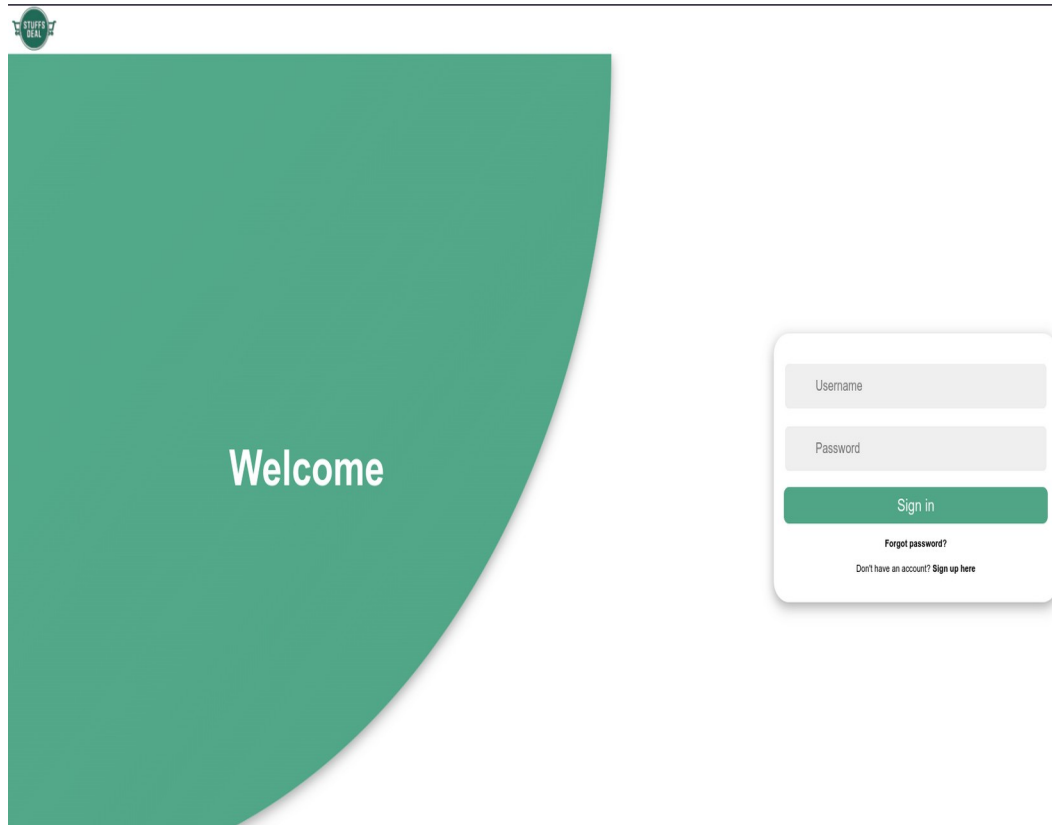 STUFFS
DEAL
Welcome
Username
Password
Sign in
Forgot password?
Don't have an account? Sign up here